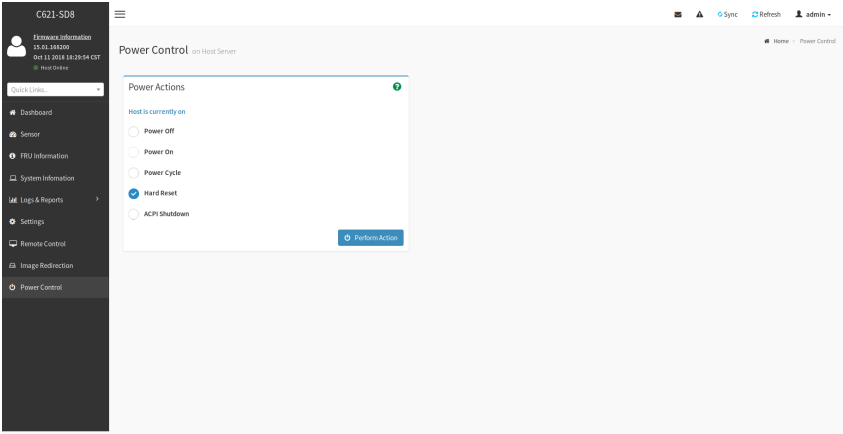 C621-SD8
Firmware Information
15.01.168200
Oct 11 2018 18:29:54 CST
Host Online
Quick Links..
Dashboard
Sensor
FRU Information
System Infomation
Logs & Reports
Settings
Remote Control
Image Redirection
Power Control
Sync
Refresh
admin
Power Control on Host Server
Home
Power Control
Power Actions
Host is currently on
Power Off
Power On
Power Cycle
Hard Reset
ACPI Shutdown
Perform Action